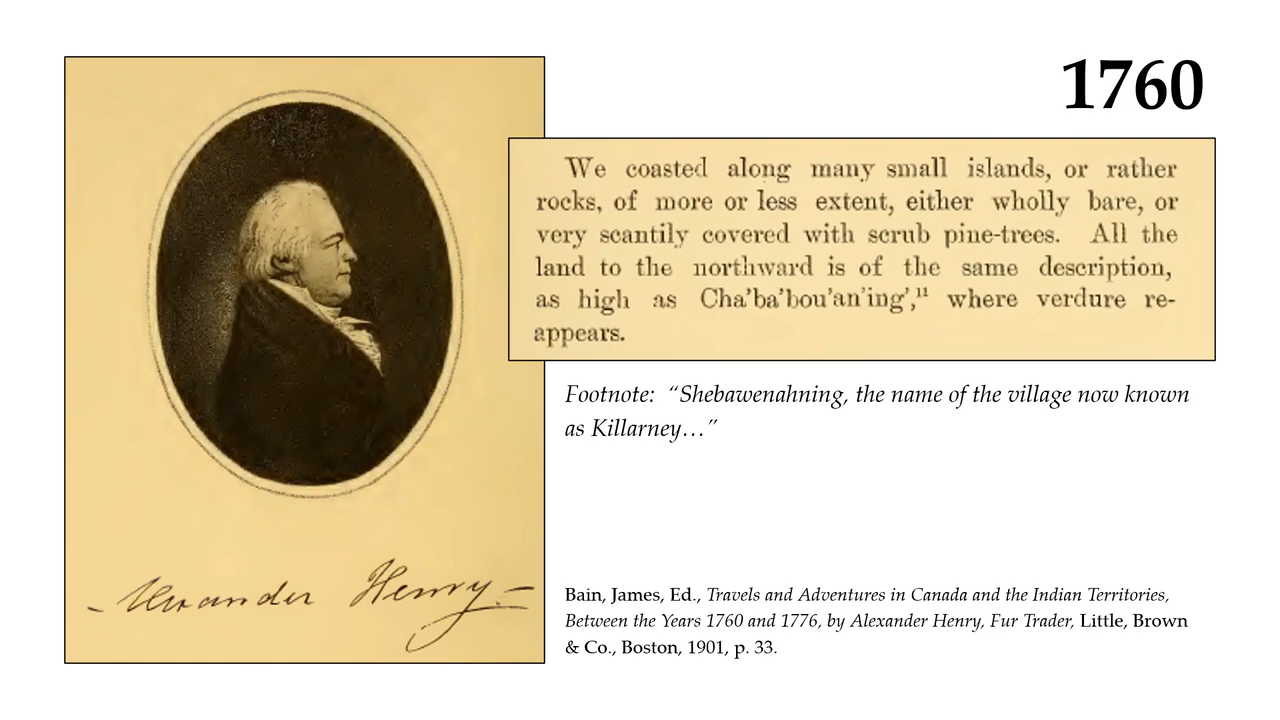 1760
We coasted along many small islands, or rather
rocks, of more or less extent, either wholly bare, or
very scantily covered with scrub pine-trees. All the
land to the northward is of the same description,
as high as Cha'ba'bou'an'ing',¹¹ where verdure re-
appears.
Footnote: “Shebawenahning, the name of the village now known
as Killarney…”
Alexander Henry
Bain, James, Ed., Travels and Adventures in Canada and the Indian Territories,
Between the Years 1760 and 1776, by Alexander Henry, Fur Trader, Little, Brown
& Co., Boston, 1901, p. 33.